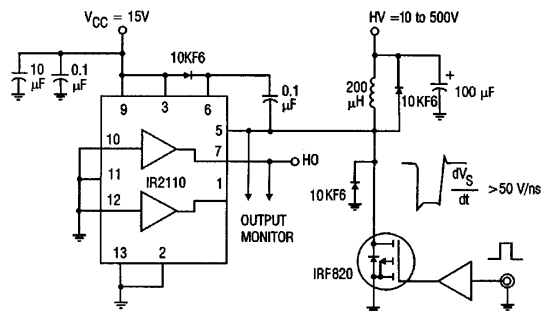 V_CC = 15V
HV =10 to 500V
10KF6
10 μF
0.1 μF
9
3
6
0.1 μF
200 μH
10KF6
+
100 μF
10
5
7
HO
11
IR2110
1
12
OUTPUT MONITOR
10KF6
dV_S
dt
>50 V/ns
13
2
IRF820